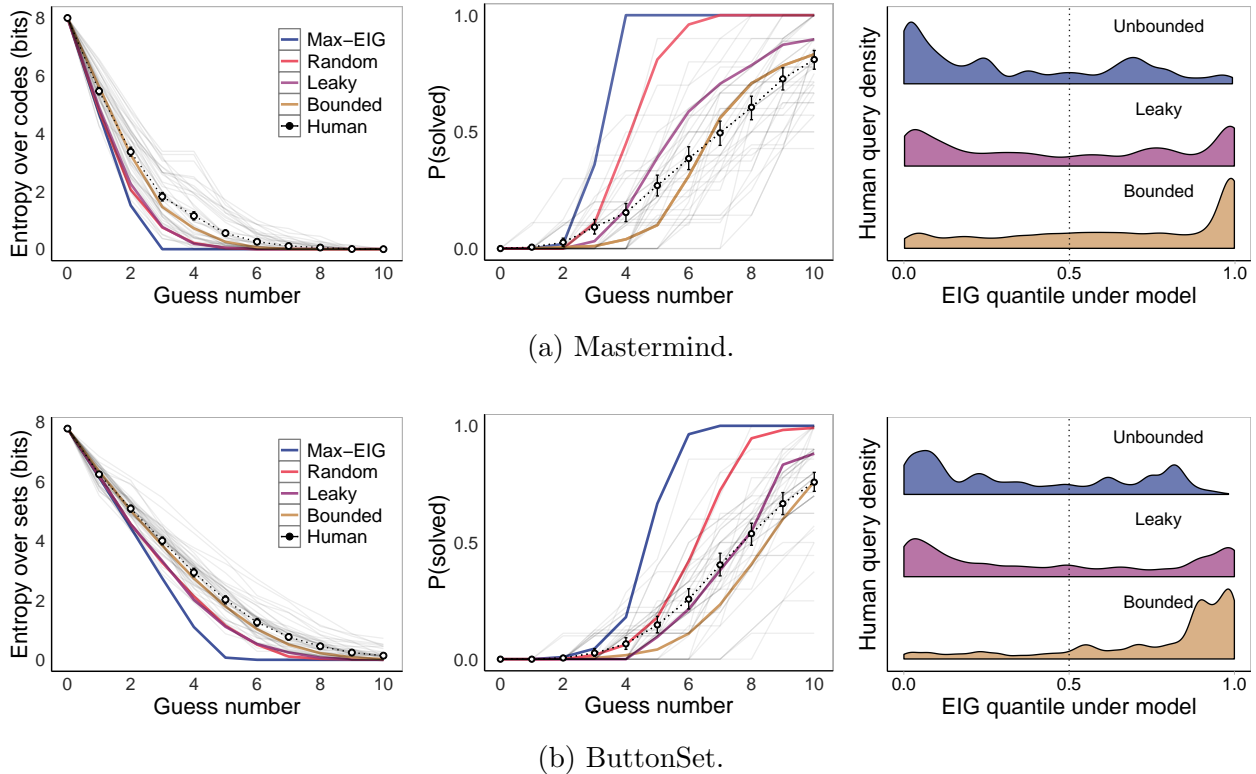 Entropy over codes (bits)
8
6
4
2
0
0 2 4 6 8 10
Guess number
Max−EIG
Random
Leaky
Bounded
Human
P(solved)
1.0
0.5
0.0
0 2 4 6 8 10
Guess number
Human query density
Unbounded
Leaky
Bounded
0.0 0.5 1.0
EIG quantile under model
(a) Mastermind.
Entropy over sets (bits)
8
6
4
2
0
0 2 4 6 8 10
Guess number
Max−EIG
Random
Leaky
Bounded
Human
P(solved)
1.0
0.5
0.0
0 2 4 6 8 10
Guess number
Human query density
Unbounded
Leaky
Bounded
0.0 0.5 1.0
EIG quantile under model
(b) ButtonSet.